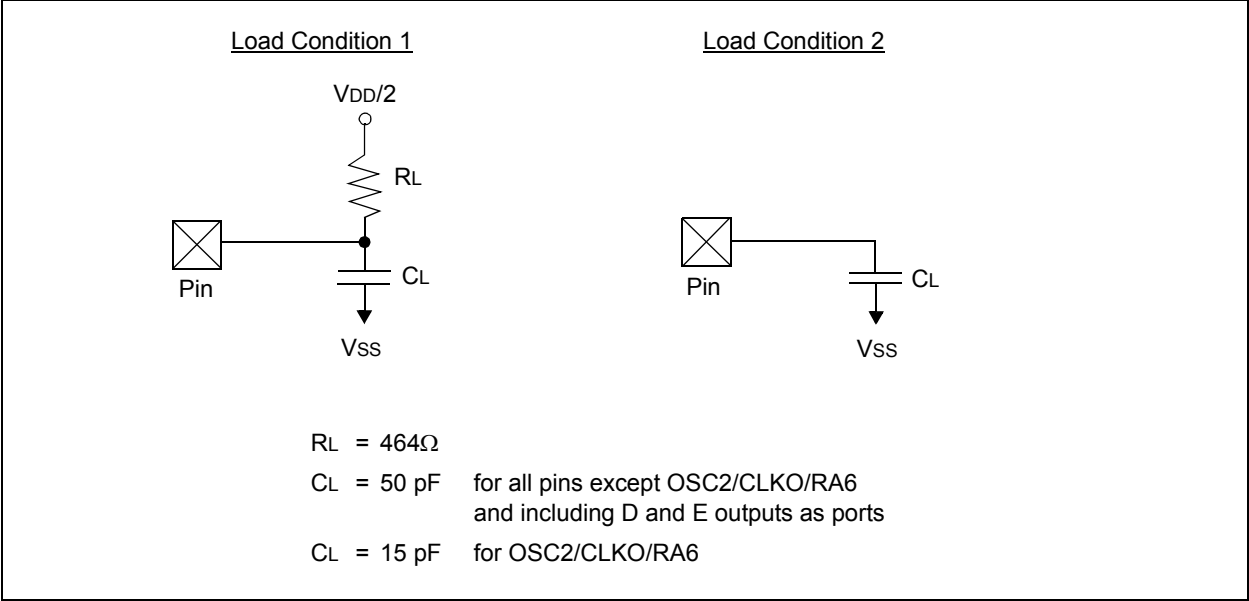 Load Condition 1
Load Condition 2
VDD/2
RL
Pin
CL
VSS
Pin
CL
VSS
RL = 464Ω
CL = 50 pF for all pins except OSC2/CLKO/RA6
and including D and E outputs as ports
CL = 15 pF for OSC2/CLKO/RA6